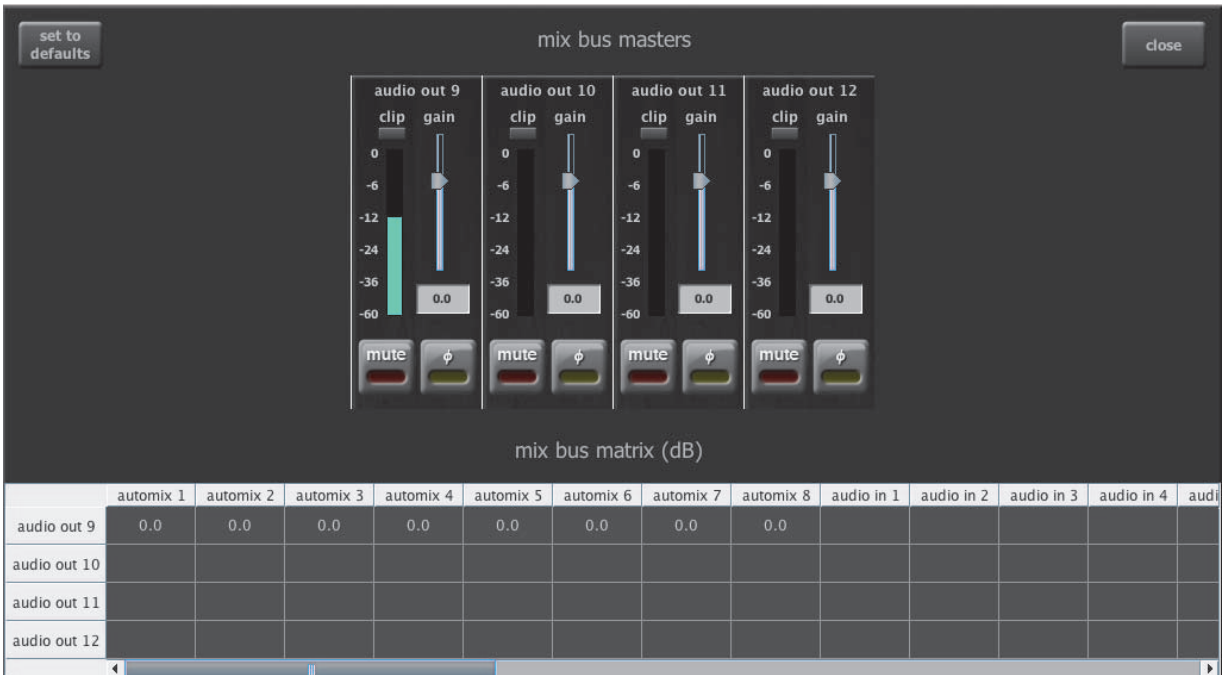 set to
defaults
mix bus masters
close
audio out 9 audio out 10 audio out 11 audio out 12
clip gain clip gain clip gain clip gain
0 0 0 0
-6 -6 -6 -6
-12 -12 -12 -12
-24 -24 -24 -24
-36 -36 -36 -36
0.0 0.0 0.0 0.0
-60 -60 -60 -60
mute ϕ mute ϕ mute ϕ mute ϕ
mix bus matrix (dB)
automix 1 automix 2 automix 3 automix 4 automix 5 automix 6 automix 7 automix 8 audio in 1 audio in 2 audio in 3 audio in 4 audi
audio out 9 0.0 0.0 0.0 0.0 0.0 0.0 0.0 0.0
audio out 10
audio out 11
audio out 12